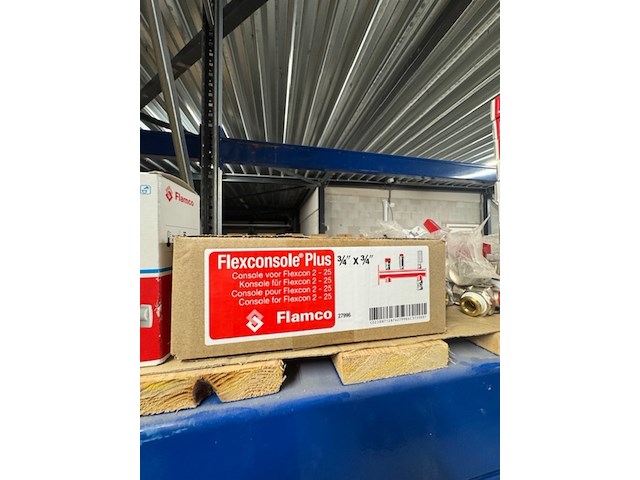 Flamco
Flexconsole® Plus
3/4" x 3/4"
Console voor Flexcon 2 - 25
Konsole für Flexcon 2 - 25
Console pour Flexcon 2 - 25
Console for Flexcon 2 - 25
Flamco
27996